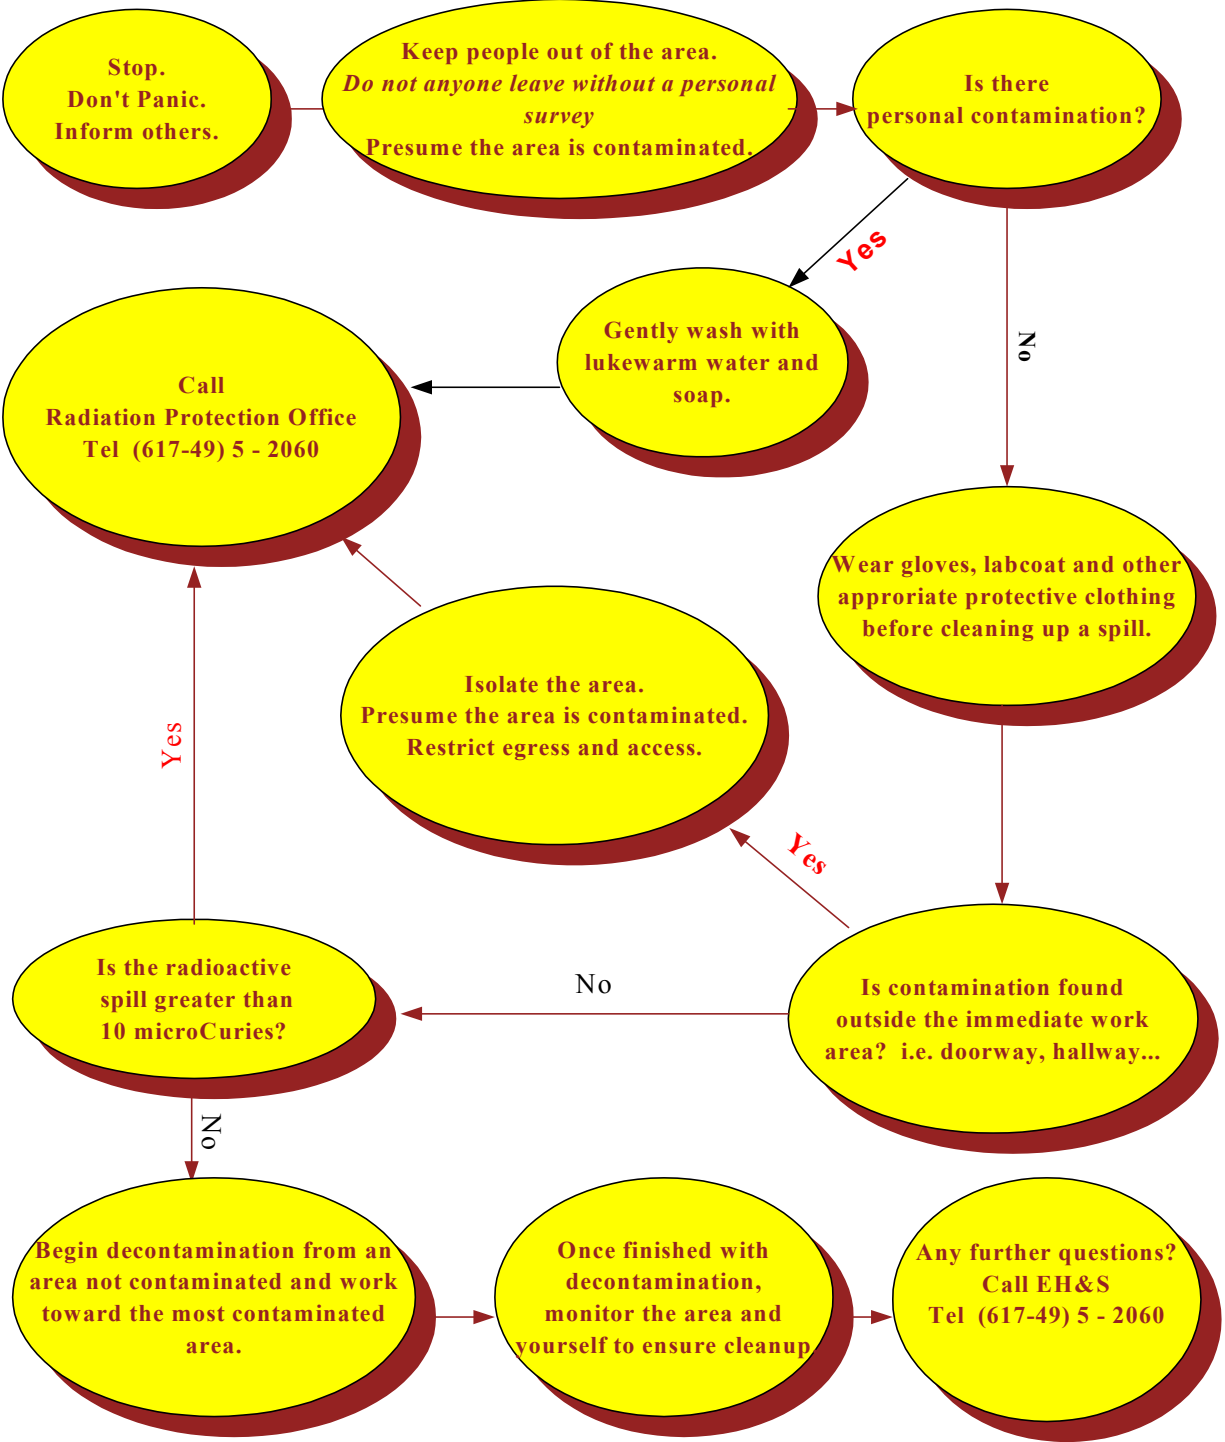 Stop.
Don't Panic.
Inform others.
Keep people out of the area.
Do not anyone leave without a personal
survey
Presume the area is contaminated.
Is there
personal contamination?
Yes
No
Gently wash with
lukewarm water and
soap.
Call
Radiation Protection Office
Tel (617-49) 5 - 2060
Wear gloves, labcoat and other
approriate protective clothing
before cleaning up a spill.
Isolate the area.
Presume the area is contaminated.
Restrict egress and access.
Yes
Yes
Is contamination found
outside the immediate work
area? i.e. doorway, hallway...
No
Is the radioactive
spill greater than
10 microCuries?
No
Begin decontamination from an
area not contaminated and work
toward the most contaminated
area.
Once finished with
decontamination,
monitor the area and
yourself to ensure cleanup
Any further questions?
Call EH&S
Tel (617-49) 5 - 2060